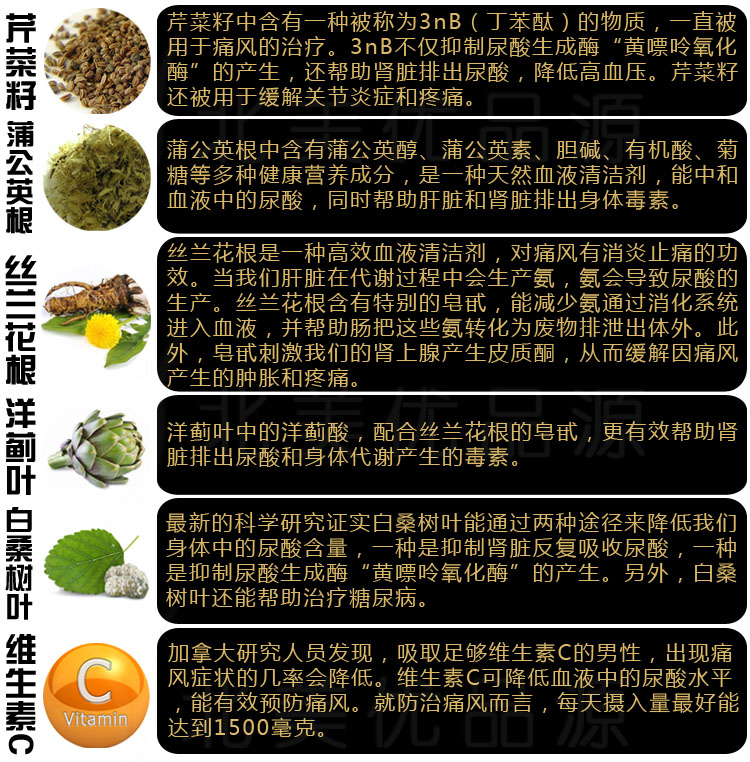 芹菜籽
芹菜籽中含有一种被称为3nB（丁苯酞）的物质，一直被
用于痛风的治疗。3nB不仅抑制尿酸生成酶“黄嘌呤氧化
酶”的产生，还帮助肾脏排出尿酸，降低高血压。芹菜籽
还被用于缓解关节炎症和疼痛。
蒲公英根
蒲公英根中含有蒲公英醇、蒲公英素、胆碱、有机酸、菊
糖等多种健康营养成分，是一种天然血液清洁剂，能中和
血液中的尿酸，同时帮助肝脏和肾脏排出身体毒素。
丝兰花根
丝兰花根是一种高效血液清洁剂，对痛风有消炎止痛的功
效。当我们肝脏在代谢过程中会生产氨，氨会导致尿酸的
生产。丝兰花根含有特别的皂甙，能减少氨通过消化系统
进入血液，并帮助肠把这些氨转化为废物排泄出体外。此
外，皂甙刺激我们的肾上腺产生皮质酮，从而缓解因痛风
产生的肿胀和疼痛。
洋蓟叶
洋蓟叶中的洋蓟酸，配合丝兰花根的皂甙，更有效帮助肾
脏排出尿酸和身体代谢产生的毒素。
白桑树叶
最新的科学研究证实白桑树叶能通过两种途径来降低我们
身体中的尿酸含量，一种是抑制肾脏反复吸收尿酸，一种
是抑制尿酸生成酶“黄嘌呤氧化酶”的产生。另外，白桑
树叶还能帮助治疗糖尿病。
维生素C
C
Vitamin
加拿大研究人员发现，吸取足够维生素C的男性，出现痛
风症状的几率会降低。维生素C可降低血液中的尿酸水平
，能有效预防痛风。就防治痛风而言，每天摄入量最好能
达到1500毫克。
北美优品源
北美优品源
北美优品源